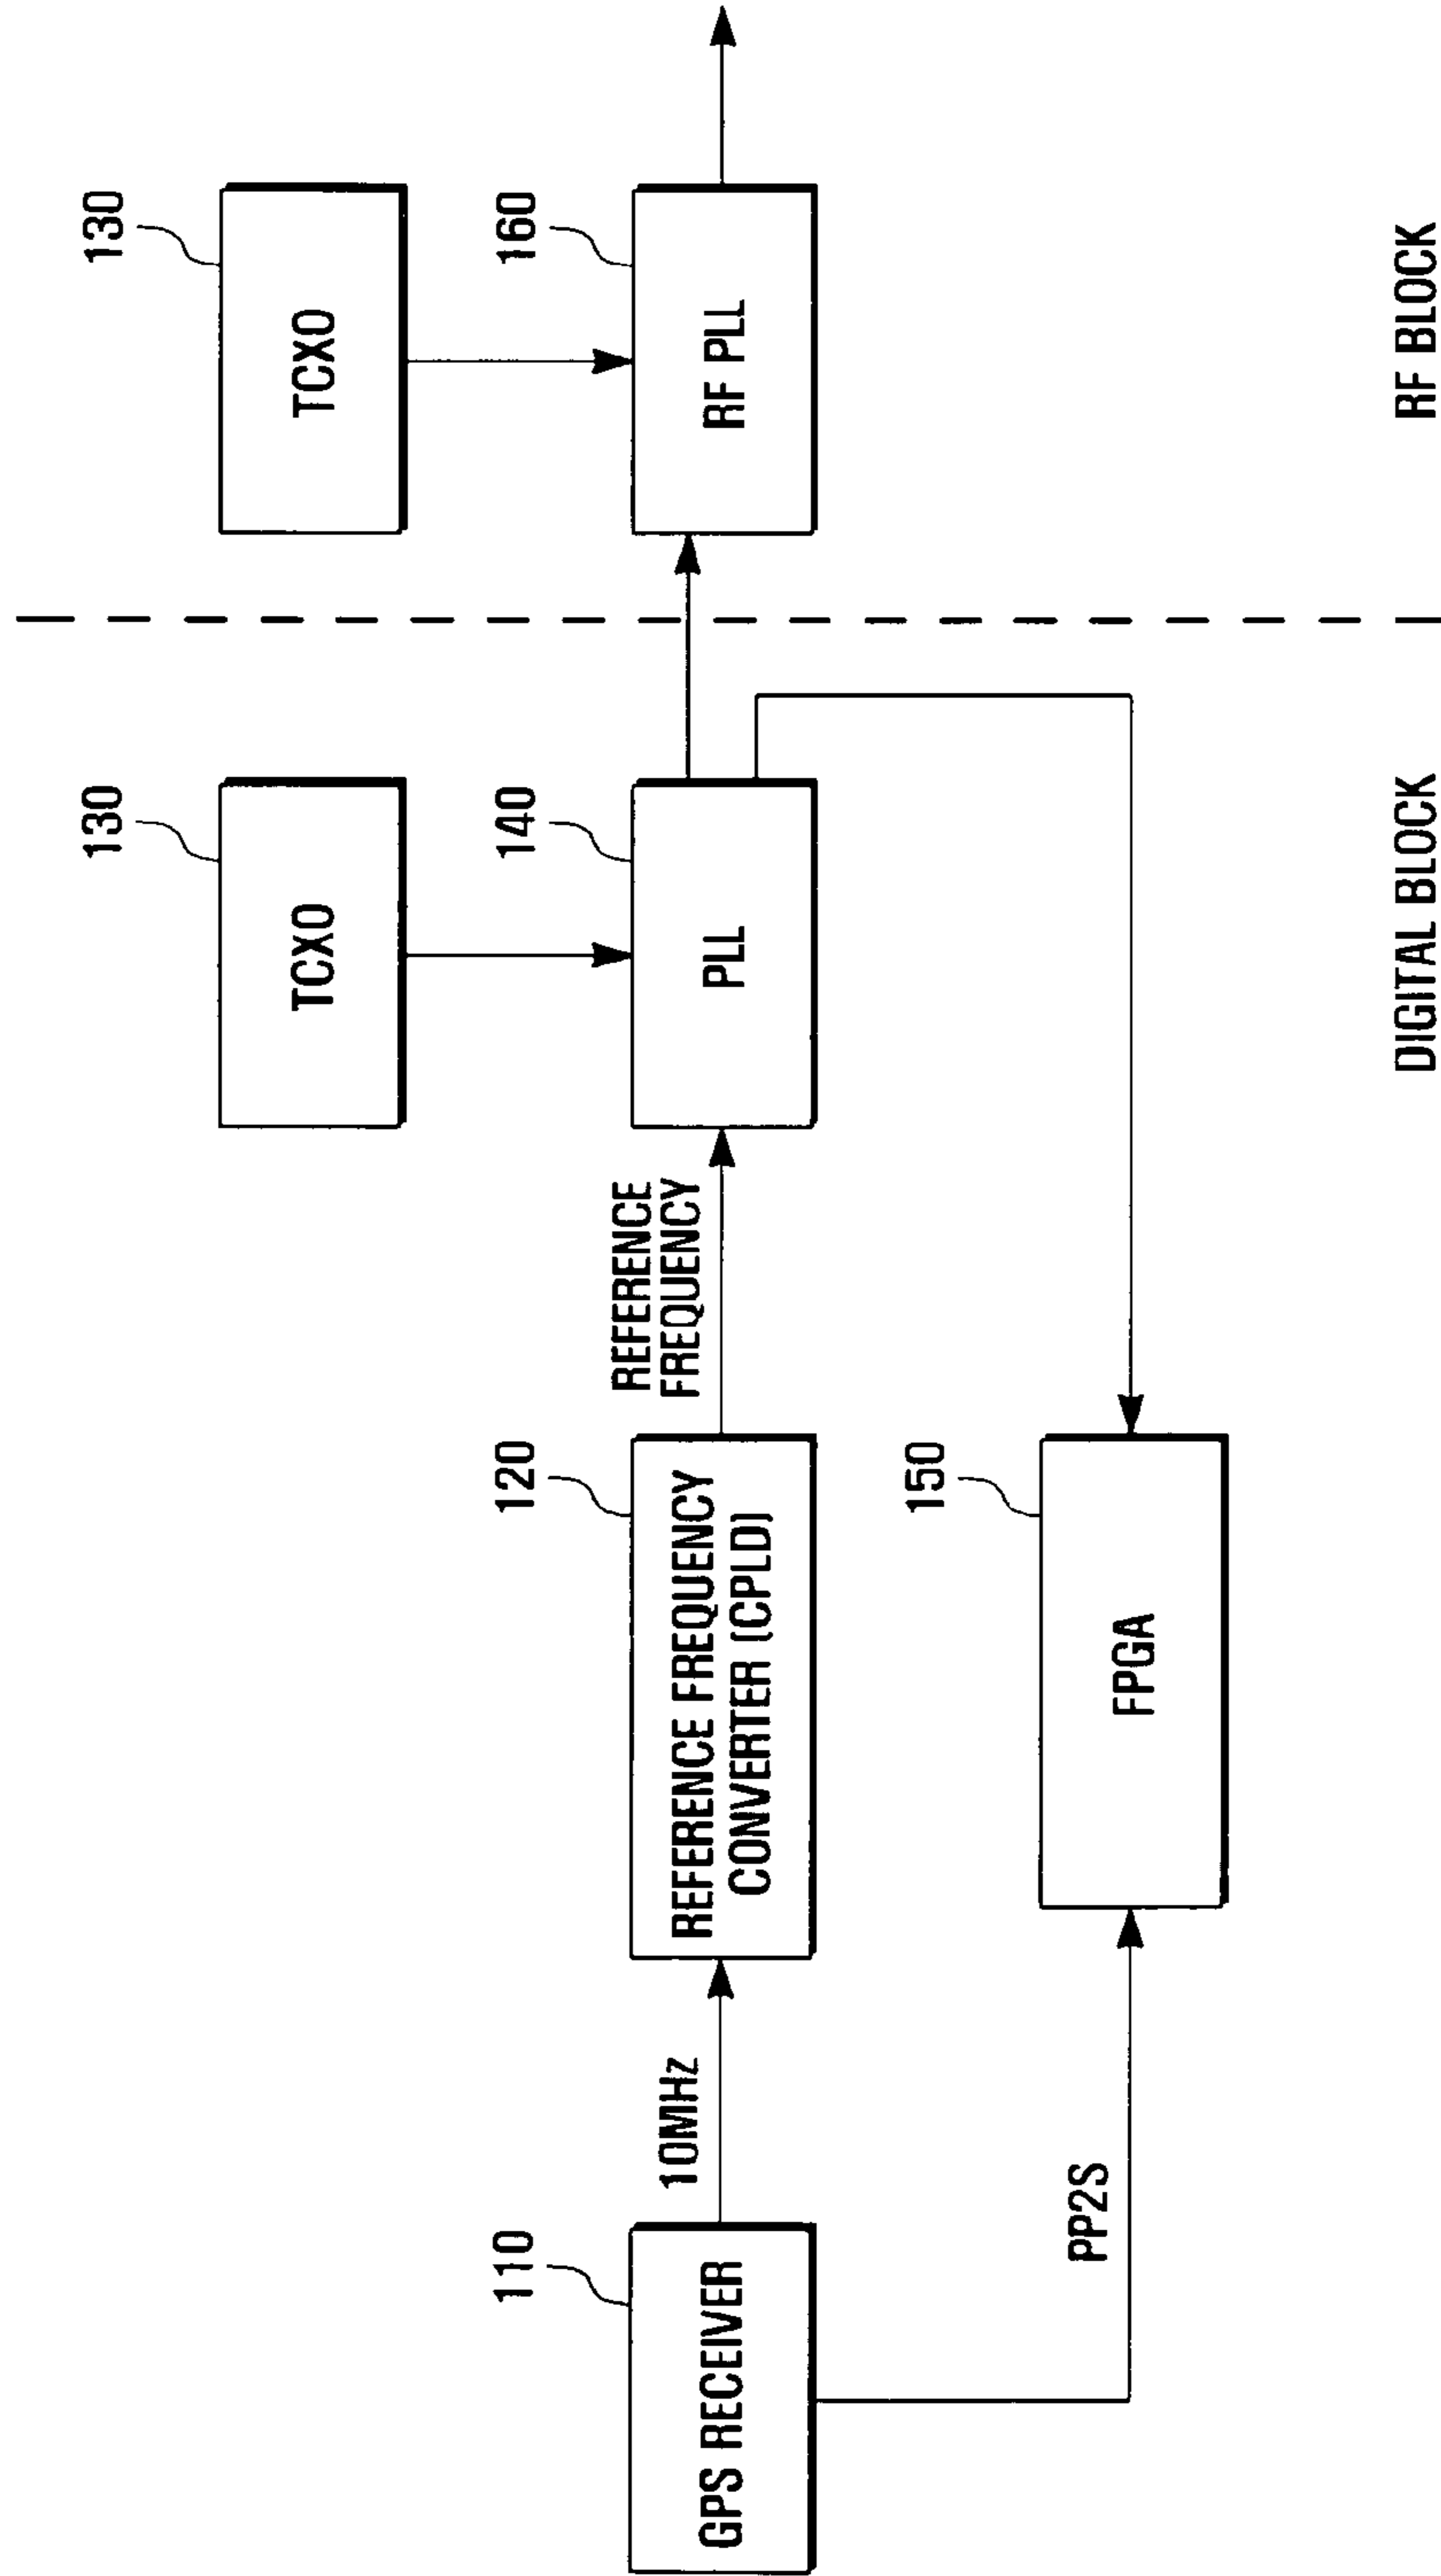 130
TCXO
130
TCXO
110
GPS RECEIVER
10MHz
120
REFERENCE FREQUENCY
CONVERTER (CPLD)
REFERENCE
FREQUENCY
140
PLL
160
RF PLL
PP2S
150
FPGA
DIGITAL BLOCK
RF BLOCK